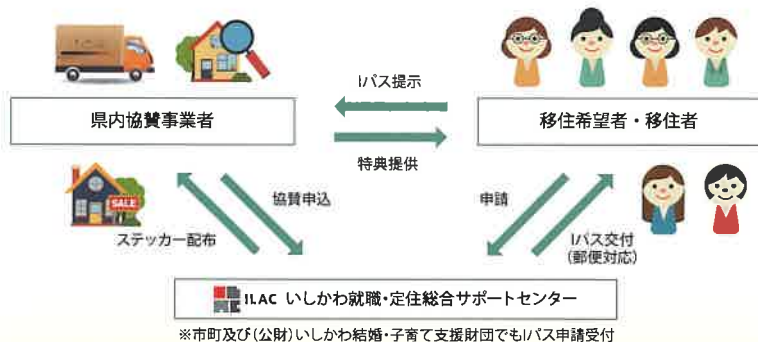 Iパス提示
県内協賛事業者
移住希望者・移住者
特典提供
SALE
協賛申込
申請
ステッカー配布
Iパス交付
(郵便対応)
ILAC いしかわ就職・定住総合サポートセンター
※市町及び(公財)いしかわ結婚・子育て支援財団でもIパス申請受付